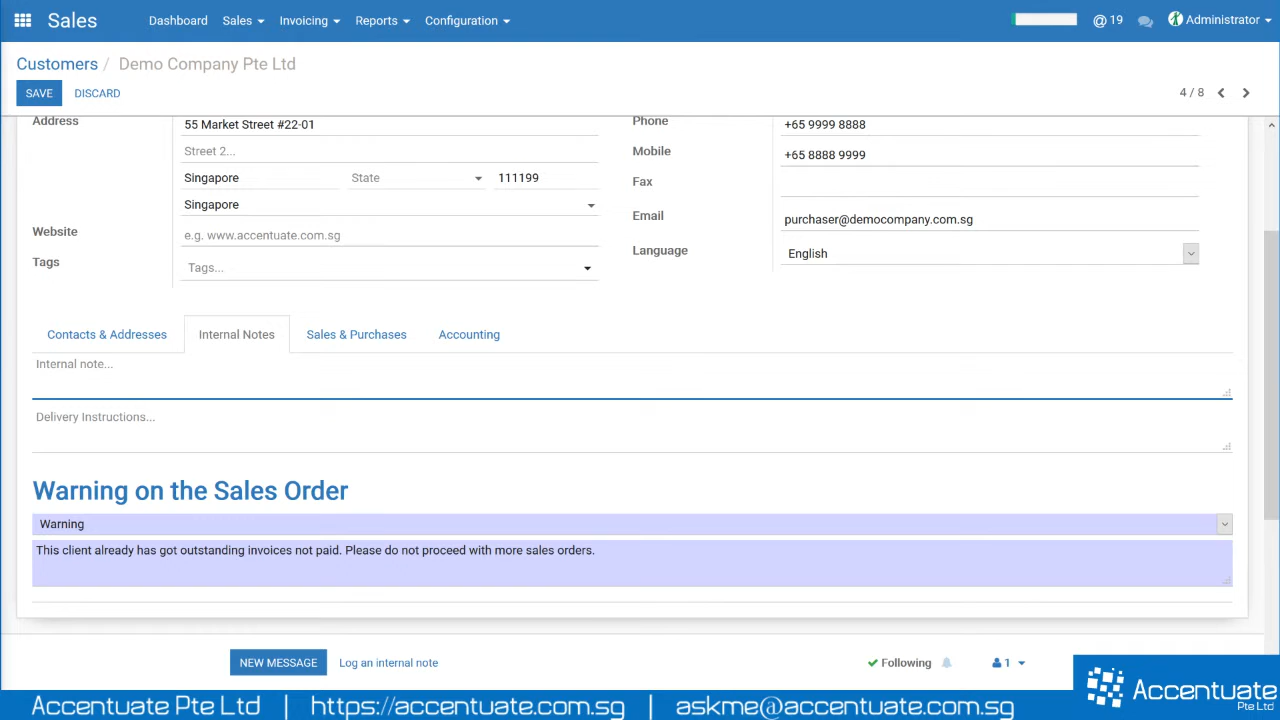 Sales Dashboard Sales Invoicing Reports Configuration @ 19 Administrator
Customers / Demo Company Pte Ltd
SAVE DISCARD 4 / 8
Address 55 Market Street #22-01 Phone +65 9999 8888
Street 2... Mobile +65 8888 9999
Singapore State 111199 Fax
Singapore Email purchaser@democompany.com.sg
Website e.g. www.accentuate.com.sg Language English
Tags Tags...
Contacts & Addresses Internal Notes Sales & Purchases Accounting
Internal note...
Delivery Instructions...
Warning on the Sales Order
Warning
This client already has got outstanding invoices not paid. Please do not proceed with more sales orders.
NEW MESSAGE Log an internal note Following 1
Accentuate Pte Ltd | https://accentuate.com.sg | askme@accentuate.com.sg
Accentuate
Pte Ltd